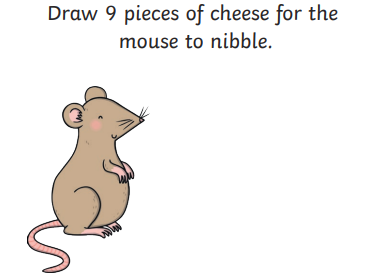 Draw 9 pieces of cheese for the
mouse to nibble.